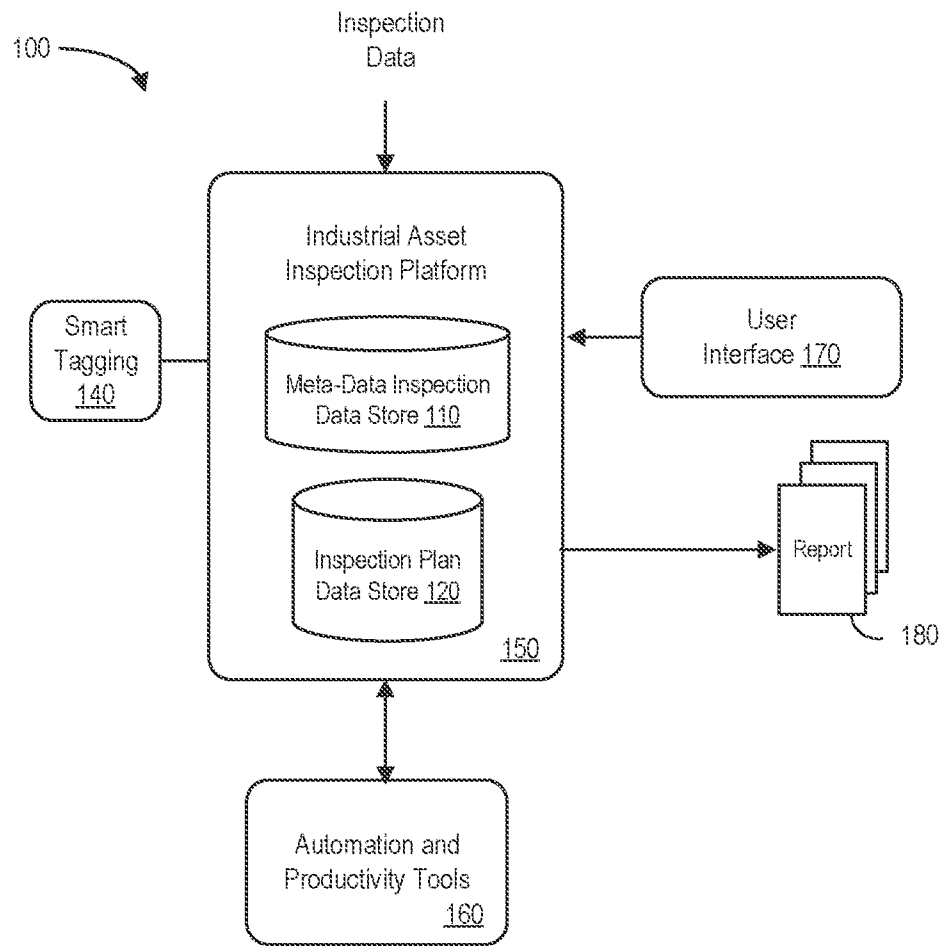 100
Inspection
Data
Industrial Asset
Inspection Platform
Smart
Tagging
140
Meta-Data Inspection
Data Store 110
User
Interface 170
Inspection Plan
Data Store 120
Report
150
180
Automation and
Productivity Tools
160